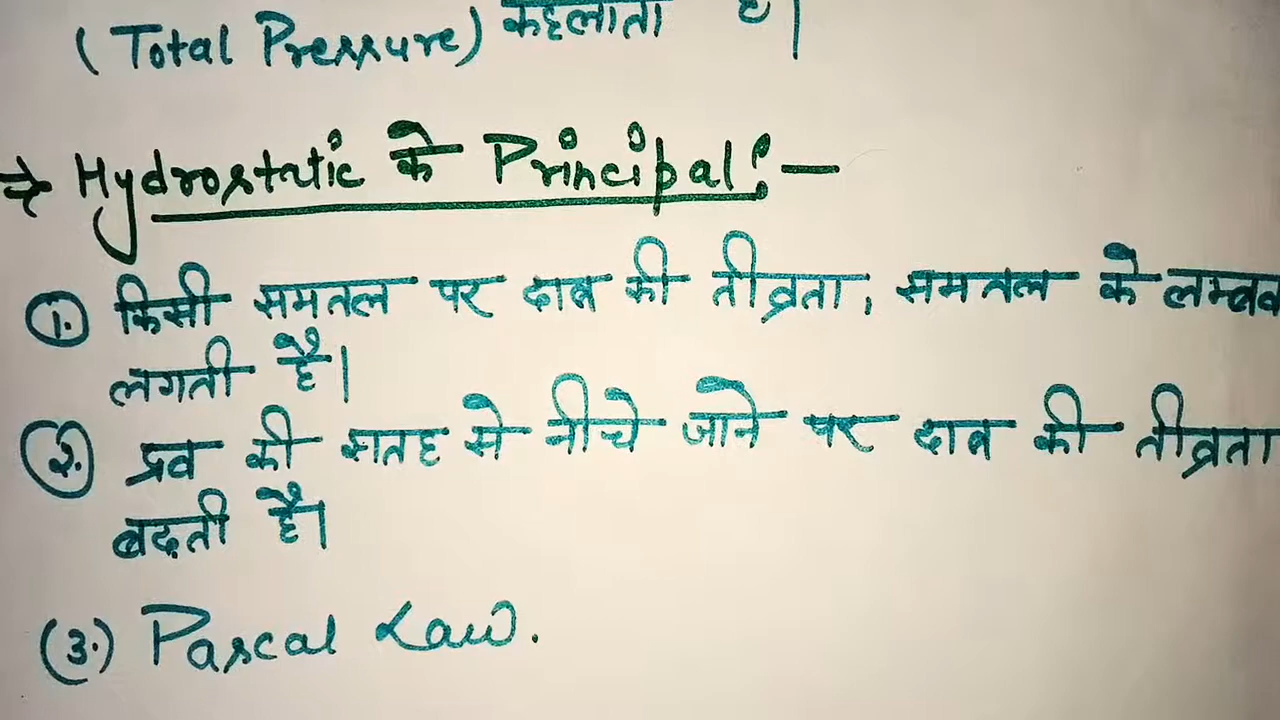 (Total Pressure) कहलाता है।
→ Hydrostatic के Principal :-
①. किसी समतल पर दाब की तीव्रता, समतल के लम्बव
लगती है।
②. द्रव की सतह से नीचे जाने पर दाब की तीव्रता
बढ़ती है।
(3.) Pascal Law.